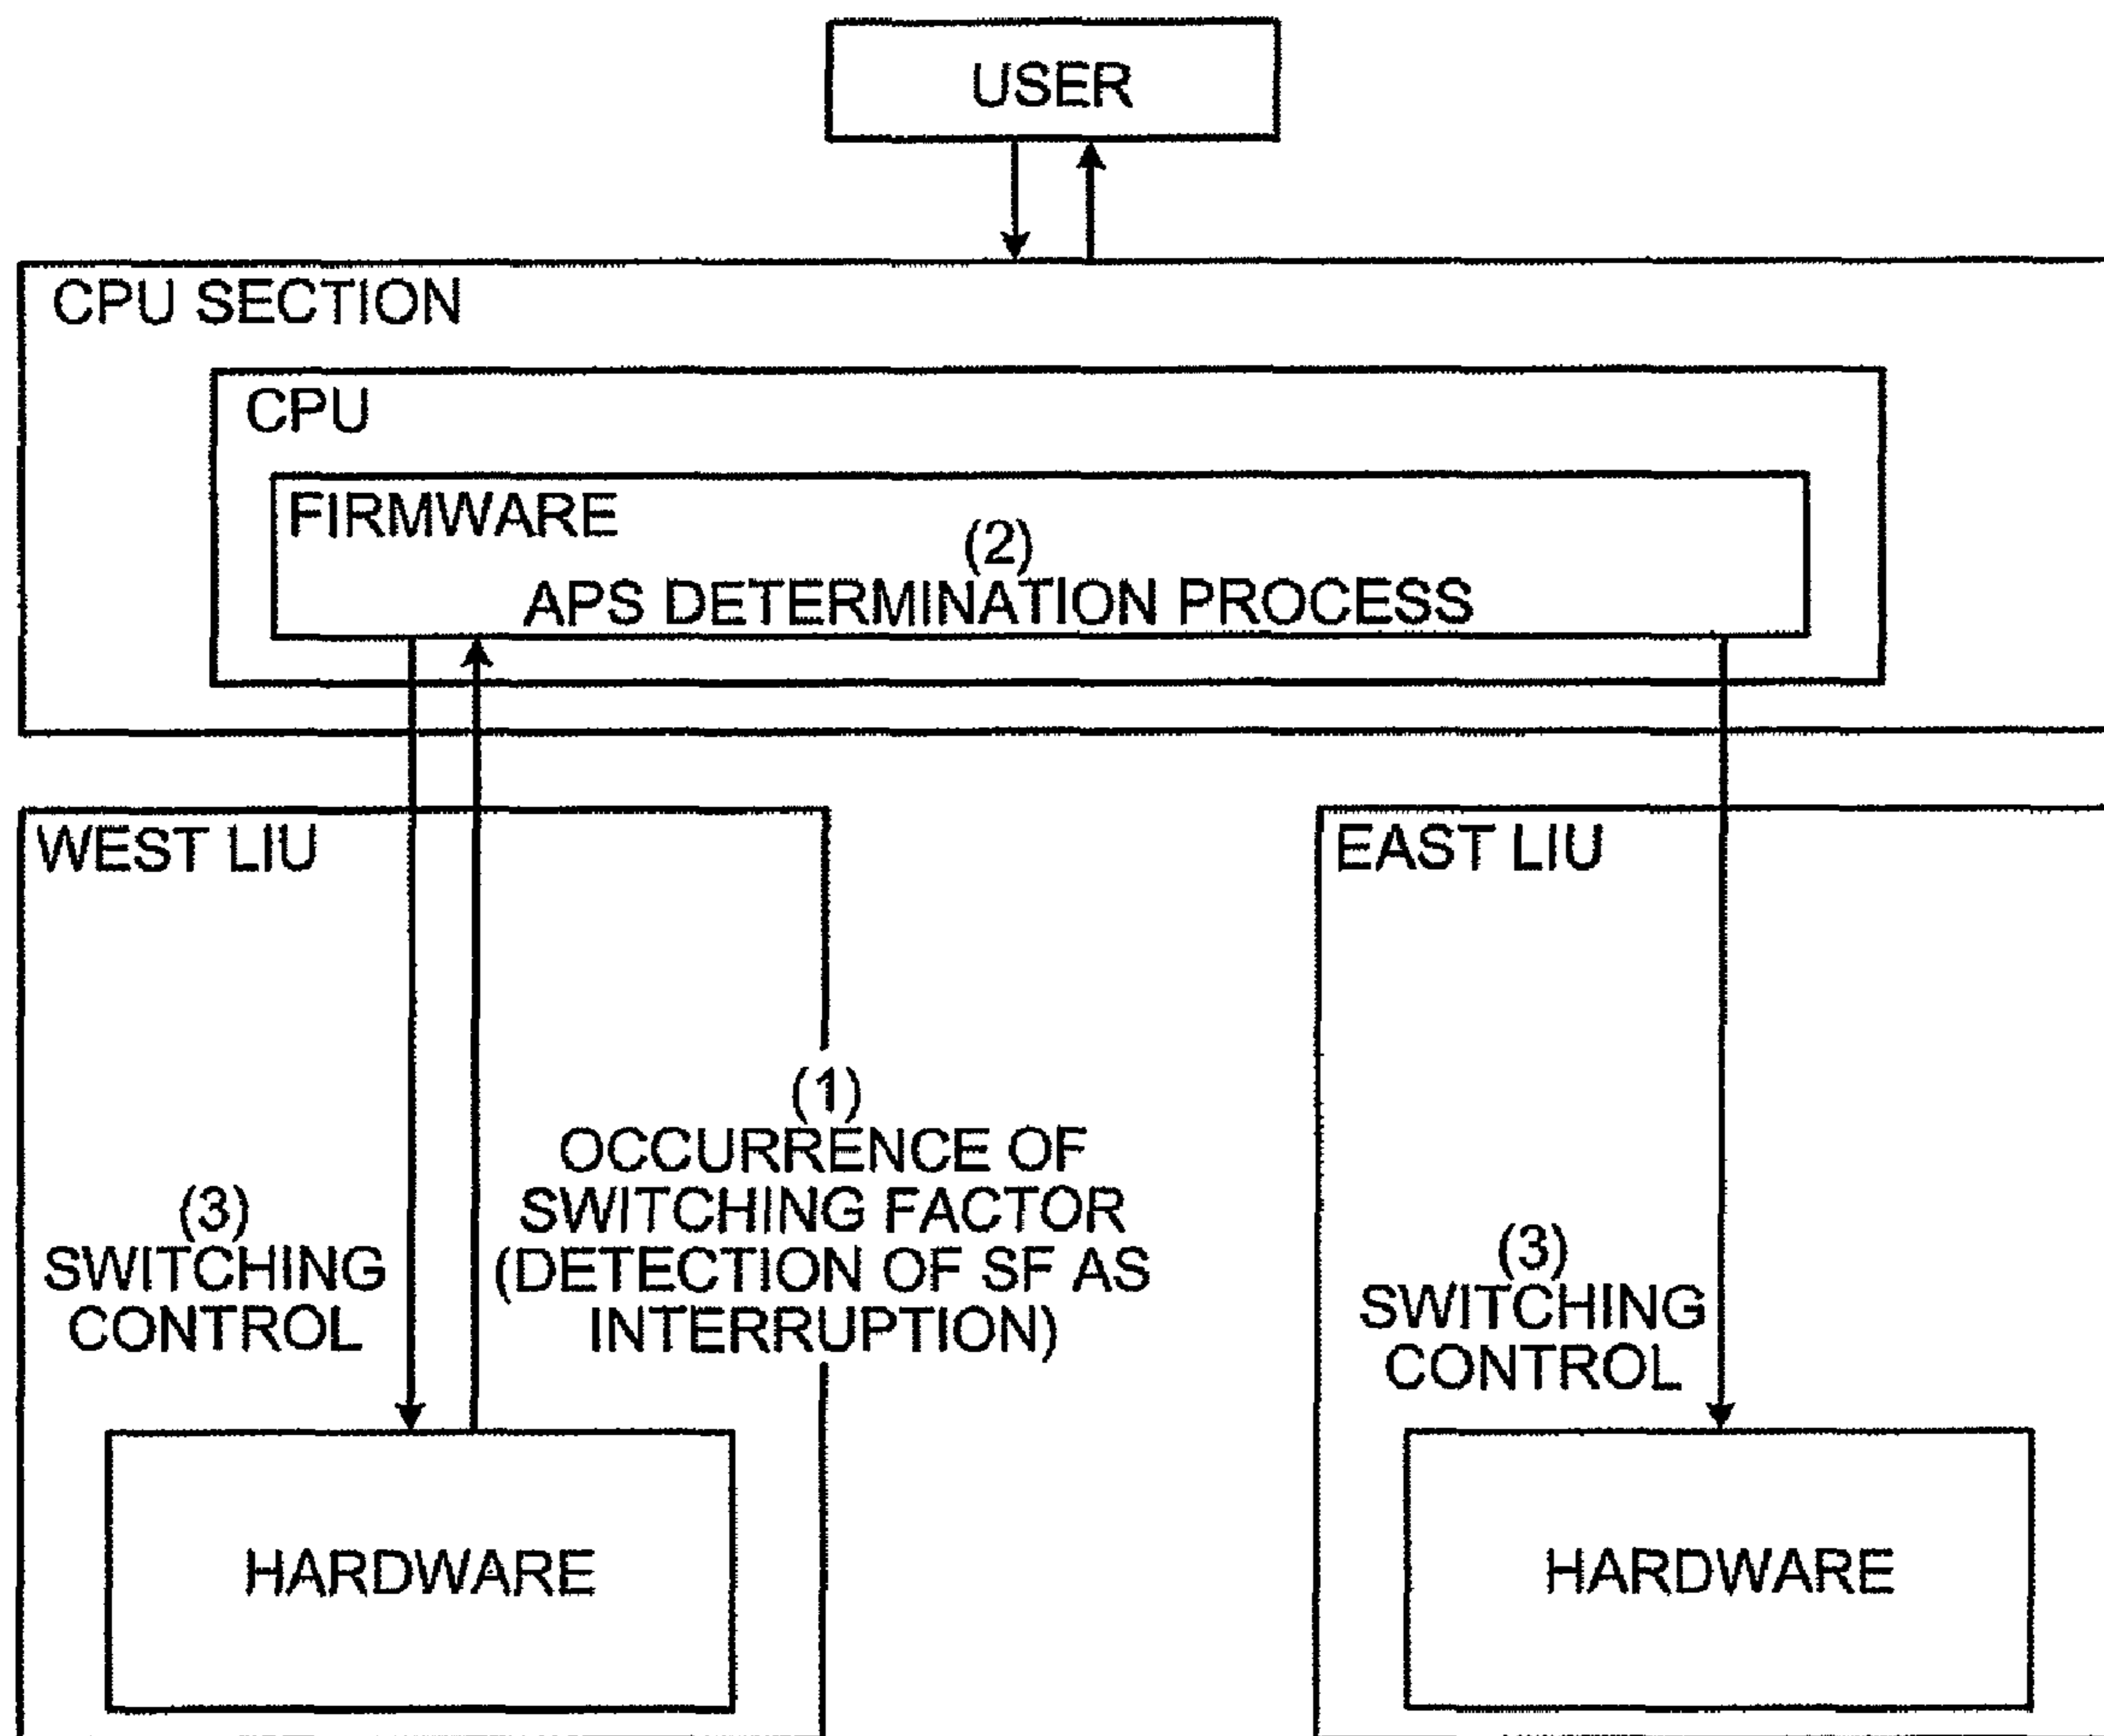 USER
CPU SECTION
CPU
FIRMWARE
(2)
APS DETERMINATION PROCESS
WEST LIU
EAST LIU
(1)
OCCURRENCE OF
SWITCHING FACTOR
(DETECTION OF SF AS
INTERRUPTION)
(3)
SWITCHING
CONTROL
(3)
SWITCHING
CONTROL
HARDWARE
HARDWARE